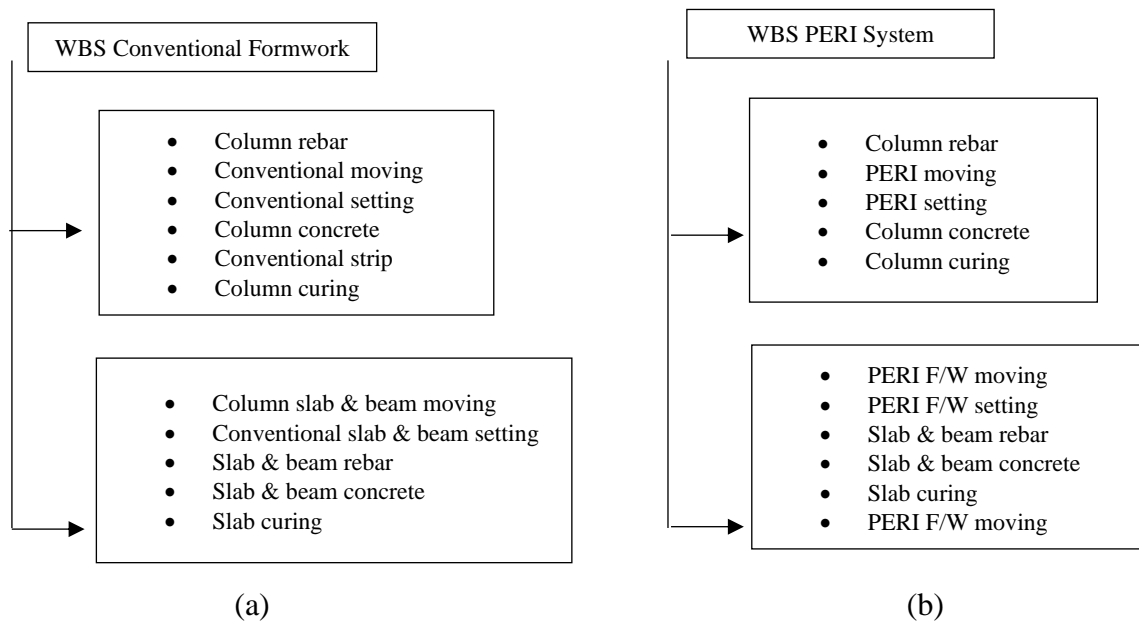 WBS Conventional Formwork
• Column rebar
• Conventional moving
• Conventional setting
• Column concrete
• Conventional strip
• Column curing
• Column slab & beam moving
• Conventional slab & beam setting
• Slab & beam rebar
• Slab & beam concrete
• Slab curing
(a)
WBS PERI System
• Column rebar
• PERI moving
• PERI setting
• Column concrete
• Column curing
• PERI F/W moving
• PERI F/W setting
• Slab & beam rebar
• Slab & beam concrete
• Slab curing
• PERI F/W moving
(b)